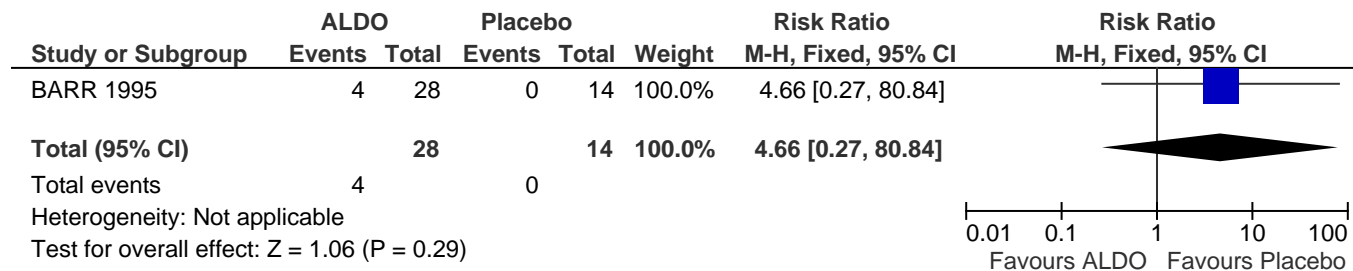 ALDO Placebo Risk Ratio Risk Ratio
Study or Subgroup Events Total Events Total Weight M-H, Fixed, 95% CI M-H, Fixed, 95% CI
BARR 1995 4 28 0 14 100.0% 4.66 [0.27, 80.84]
Total (95% CI) 28 14 100.0% 4.66 [0.27, 80.84]
Total events 4 0
Heterogeneity: Not applicable
Test for overall effect: Z = 1.06 (P = 0.29)
0.01 0.1 1 10 100
Favours ALDO Favours Placebo